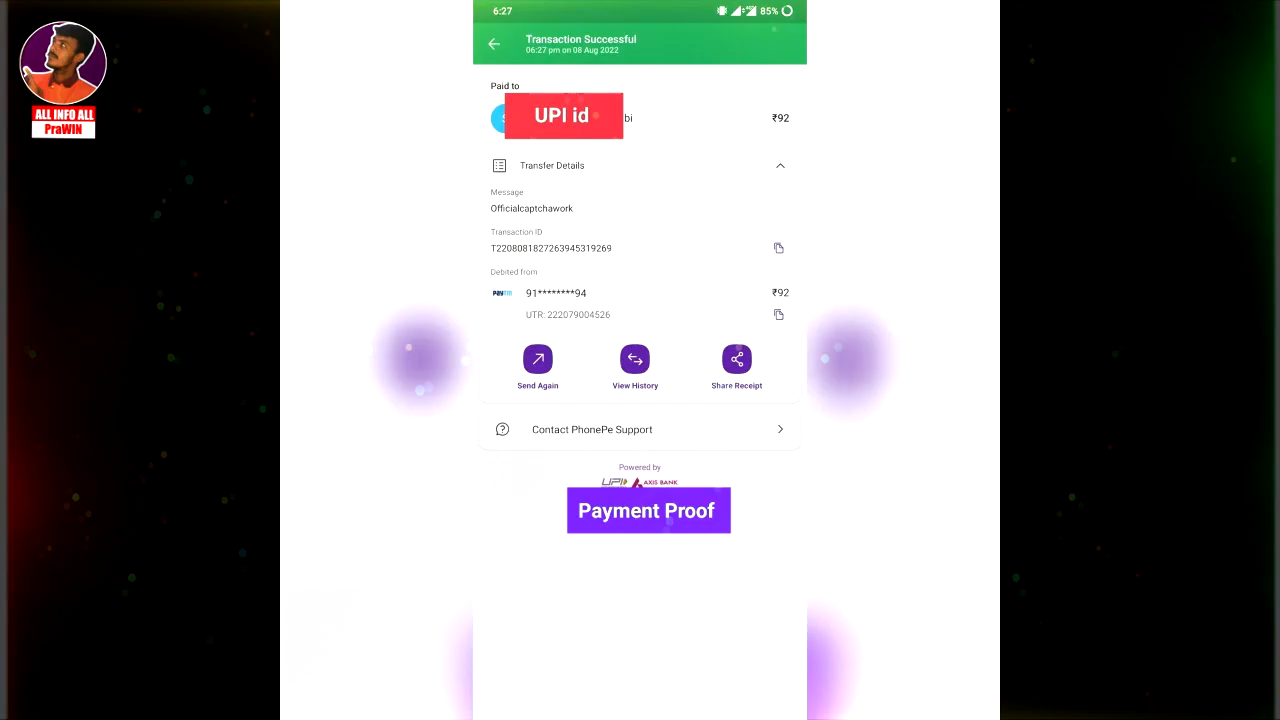 6:27
85%
Transaction Successful
06:27 pm on 08 Aug 2022
ALL INFO ALL
PraWIN
Paid to
UPI id
bi
₹92
Transfer Details
Message
Officialcaptchawork
Transaction ID
T2208081827263945319269
Debited from
Paytm
91********94
₹92
UTR: 222079004526
Send Again
View History
Share Receipt
Contact PhonePe Support
Powered by
UPI AXIS BANK
Payment Proof